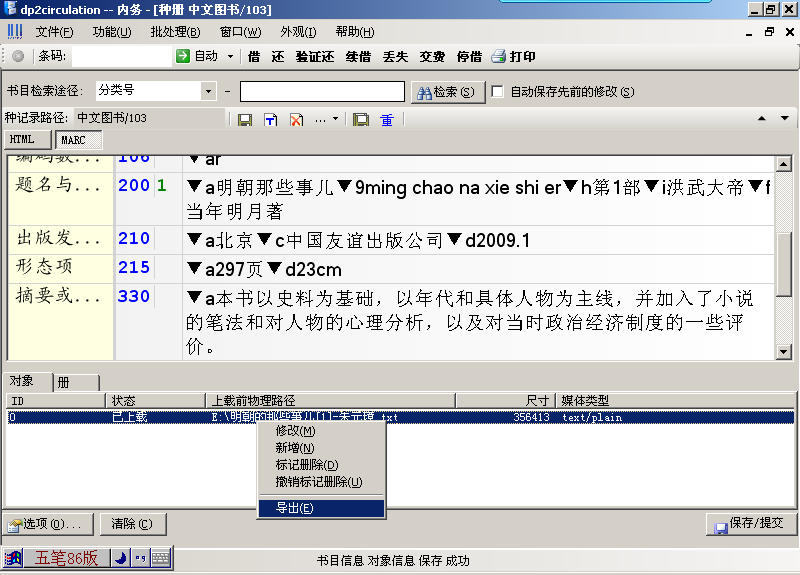 dp2circulation -- 内务 - [种册 中文图书/103]
文件(F) 功能(U) 批处理(B) 窗口(W) 外观(I) 帮助(H)
条码: 自动 借 还 验证还 续借 丢失 交费 停借 打印
书目检索途径: 分类号 - 检索(S) 自动保存先前的修改(S)
种记录路径: 中文图书/103 ... 重
HTML MARC
编码数... 106 ▼ar
题名与... 200 1 ▼a明朝那些事儿▼9ming chao na xie shi er▼h第1部▼i洪武大帝▼f
当年明月著
出版发... 210 ▼a北京▼c中国友谊出版公司▼d2009.1
形态项 215 ▼a297页▼d23cm
摘要或... 330 ▼a本书以史料为基础，以年代和具体人物为主线，并加入了小说
的笔法和对人物的心理分析，以及对当时政治经济制度的一些评
价。
对象 册
ID 状态 上载前物理路径 尺寸 媒体类型
0 已上载 E:\明朝的那些事儿[1]-朱元璋.txt 356413 text/plain
修改(M)
新增(N)
标记删除(D)
撤销标记删除(U)
导出(E)
选项(O)... 清除(C) 保存/提交
五笔86版 书目信息 对象信息 保存 成功